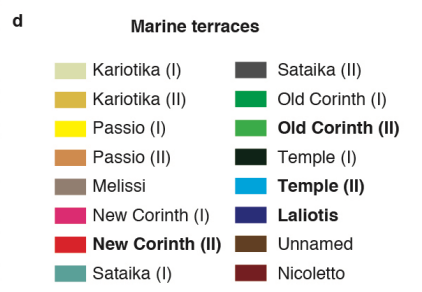 d
Marine terraces
Kariotika (I)
Kariotika (II)
Passio (I)
Passio (II)
Melissi
New Corinth (I)
New Corinth (II)
Sataika (I)
Sataika (II)
Old Corinth (I)
Old Corinth (II)
Temple (I)
Temple (II)
Laliotis
Unnamed
Nicoletto